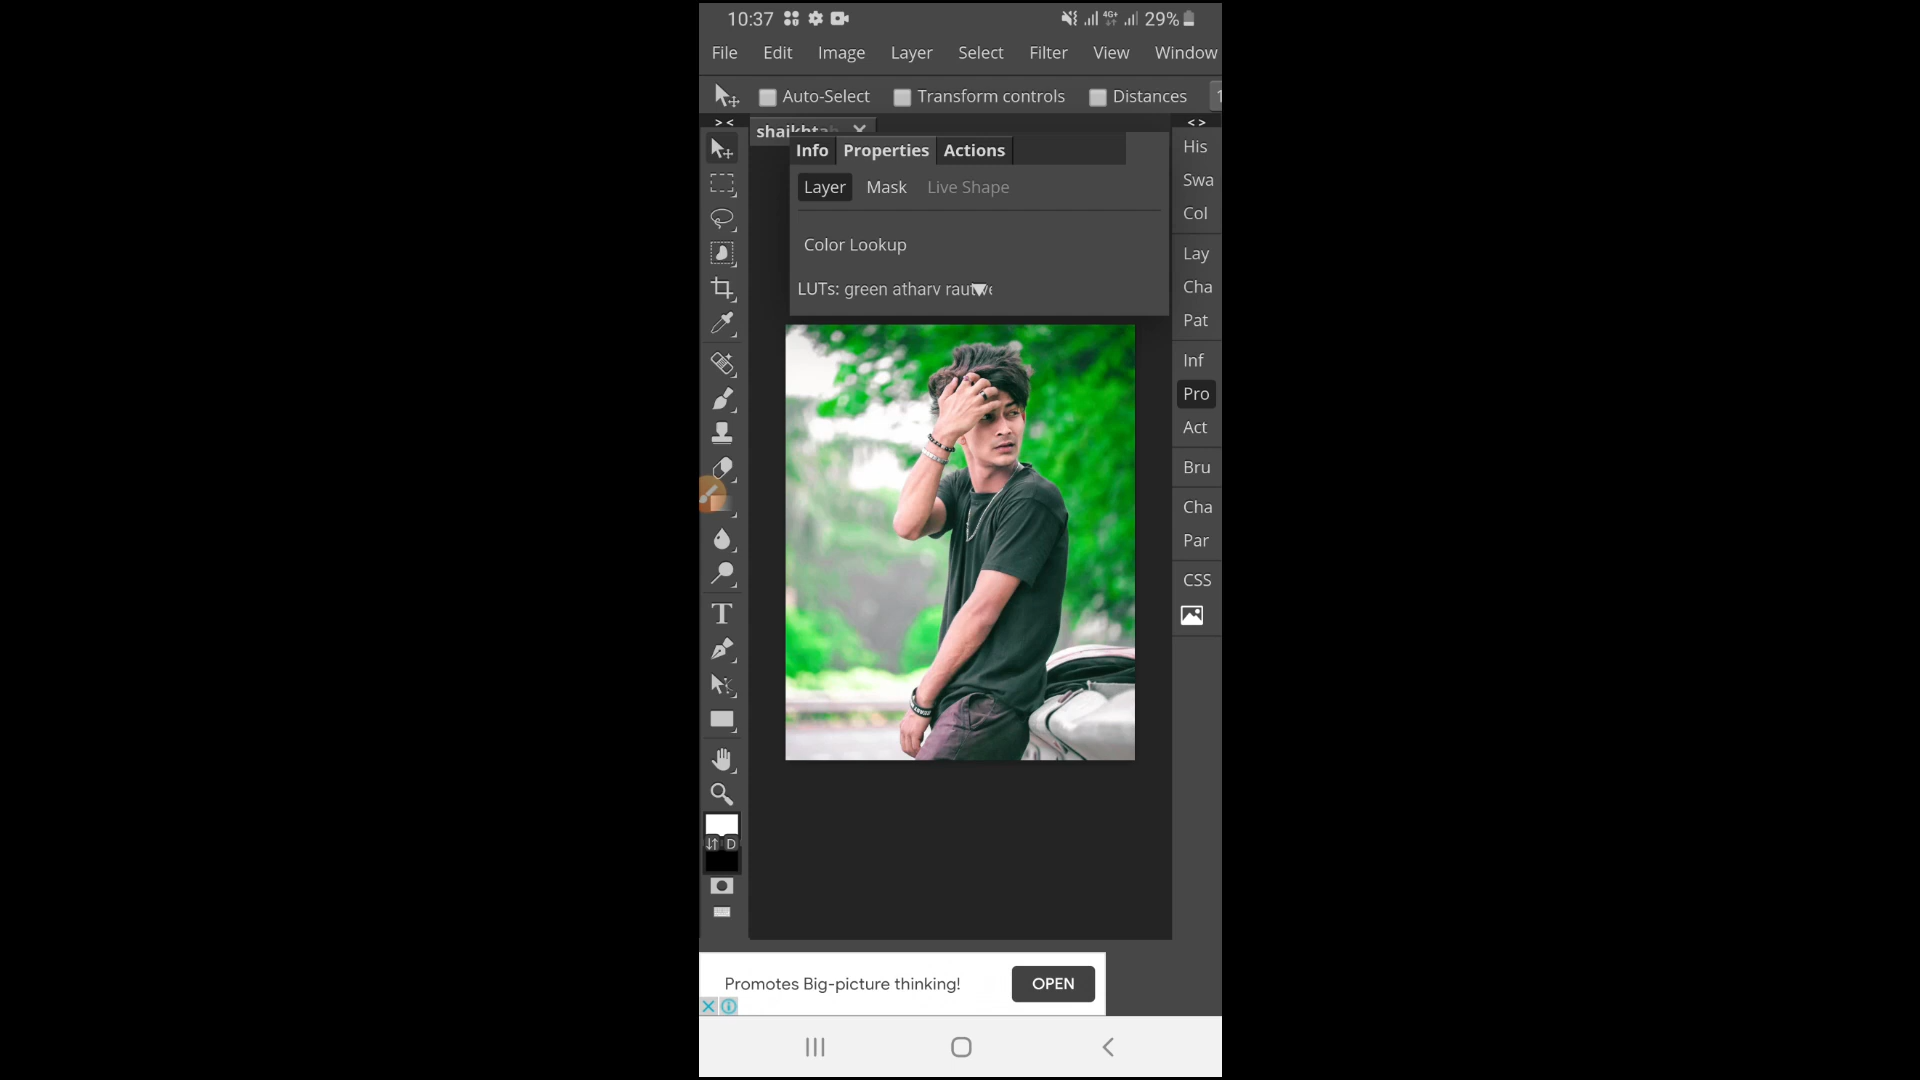 10:37 4G+ 29%
File Edit Image Layer Select Filter View Window
Auto-Select Transform controls Distances
> < < >
Info Properties Actions
Layer Mask Live Shape
Color Lookup
LUTs: green atharv
His
Swa
Col
Lay
Cha
Pat
Inf
Pro
Act
Bru
Cha
Par
CSS
T
D
Promotes Big-picture thinking! OPEN